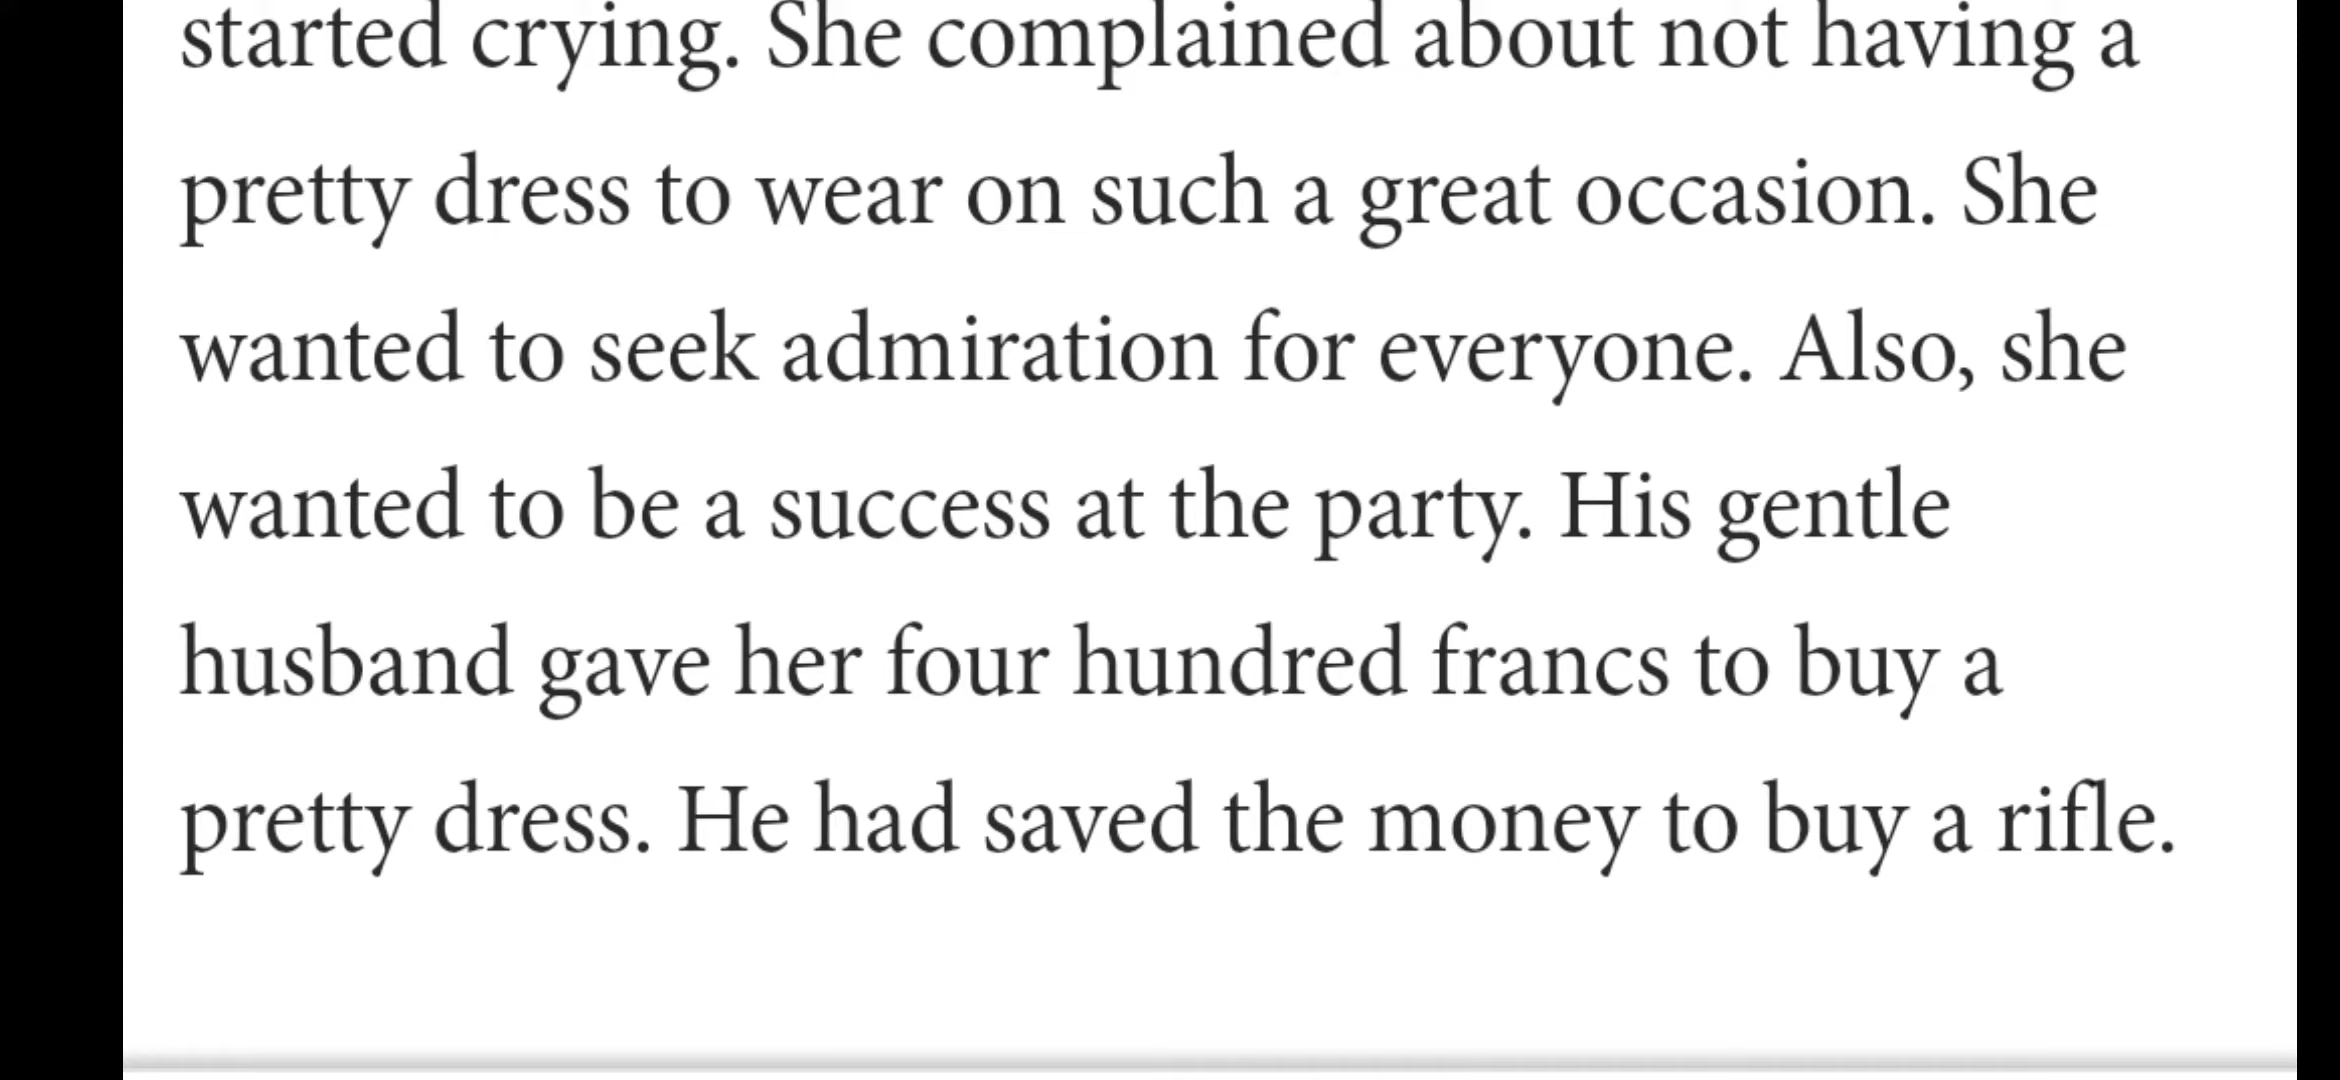 started crying. She complained about not having a
pretty dress to wear on such a great occasion. She
wanted to seek admiration for everyone. Also, she
wanted to be a success at the party. His gentle
husband gave her four hundred francs to buy a
pretty dress. He had saved the money to buy a rifle.